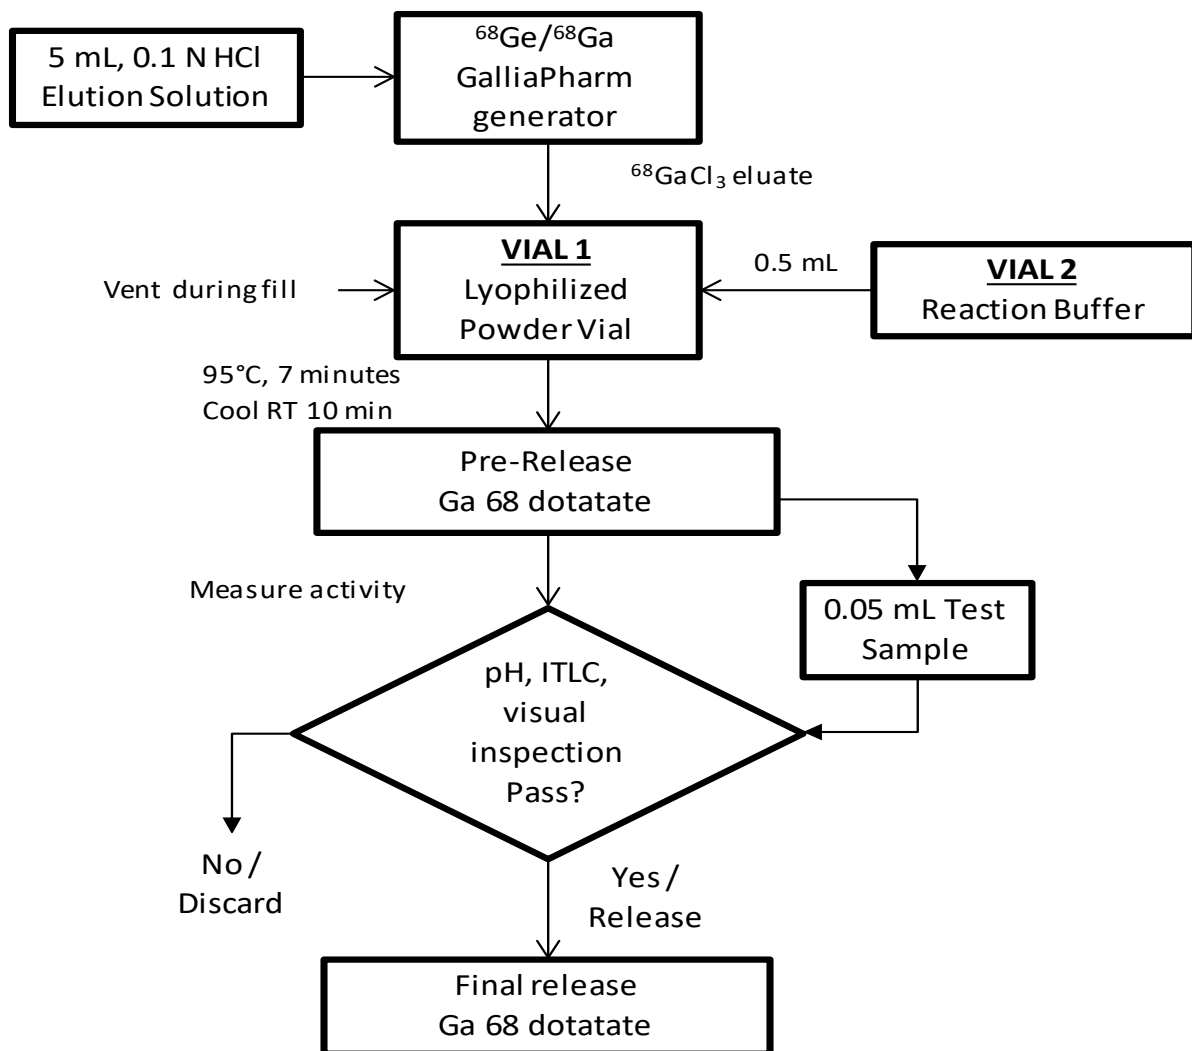 5 mL, 0.1 N HCl
Elution Solution
⁶⁸Ge/⁶⁸Ga
GalliaPharm
generator
⁶⁸GaCl₃ eluate
Vent during fill
VIAL 1
Lyophilized
Powder Vial
0.5 mL
VIAL 2
Reaction Buffer
95°C, 7 minutes
Cool RT 10 min
Pre-Release
Ga 68 dotatate
Measure activity
0.05 mL Test
Sample
pH, ITLC,
visual
inspection
Pass?
No /
Discard
Yes /
Release
Final release
Ga 68 dotatate